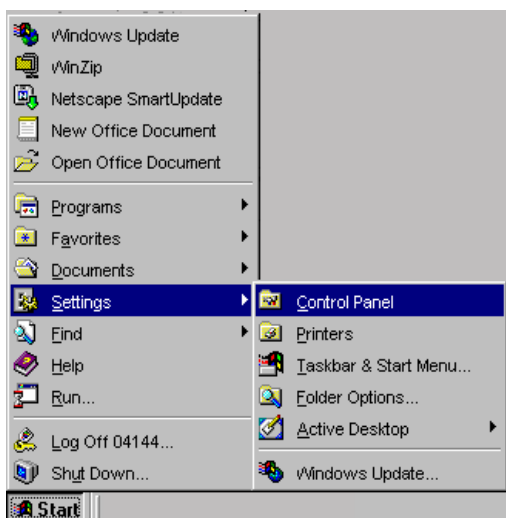 Windows Update
WinZip
Netscape SmartUpdate
New Office Document
Open Office Document
Programs
Favorites
Documents
Settings
Find
Help
Run...
Log Off 04144...
Shut Down...
Start
Control Panel
Printers
Taskbar & Start Menu...
Folder Options...
Active Desktop
Windows Update...